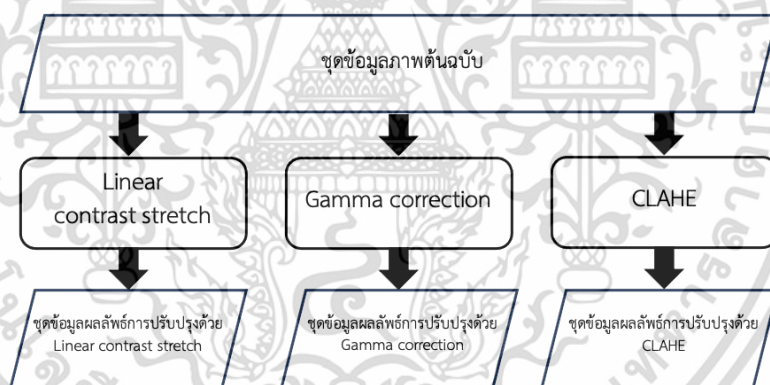 ชุดข้อมูลภาพต้นฉบับ
Linear
contrast stretch
Gamma correction
CLAHE
ชุดข้อมูลผลลัพธ์การปรับปรุงด้วย
Linear contrast stretch
ชุดข้อมูลผลลัพธ์การปรับปรุงด้วย
Gamma correction
ชุดข้อมูลผลลัพธ์การปรับปรุงด้วย
CLAHE